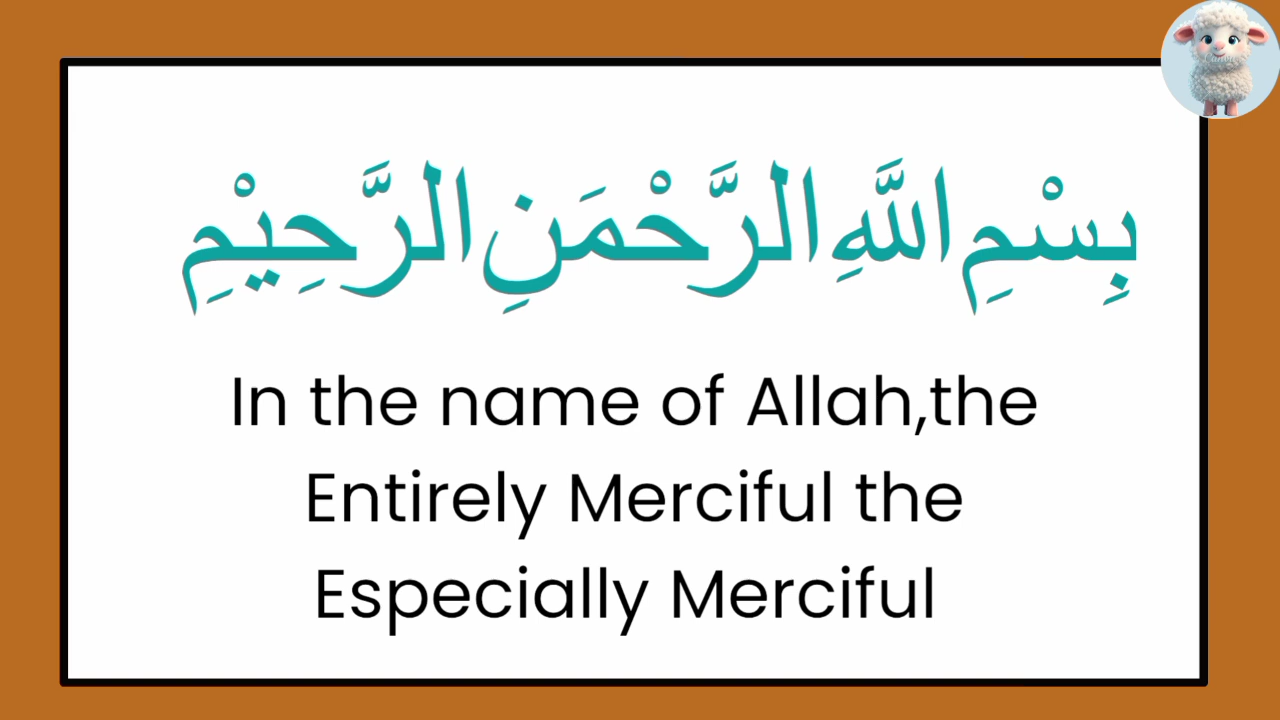 بِسْمِ اللَّهِ الرَّحْمَنِ الرَّحِيْمِ
In the name of Allah,the
Entirely Merciful the
Especially Merciful